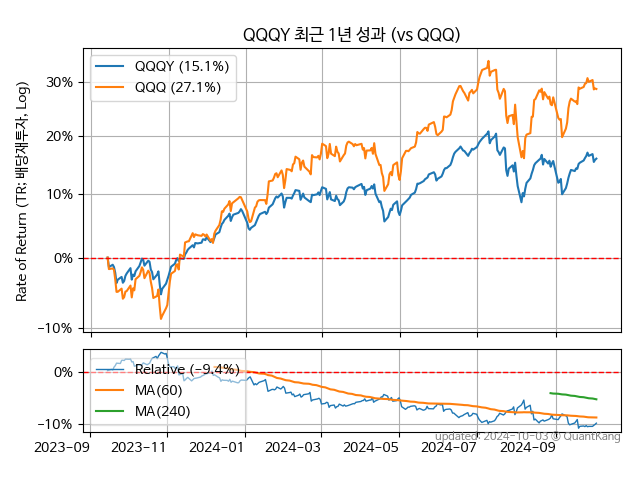 QQQY 최근 1년 성과 (vs QQQ)
Rate of Return (TR: 배당재투자, Log)
30%
20%
10%
0%
−10%
QQQY (15.1%)
QQQ (27.1%)
0%
−10%
Relative (−9.4%)
MA(60)
MA(240)
updated: 2024-10-03 @ QuantKang
2023-09 2023-11 2024-01 2024-03 2024-05 2024-07 2024-09